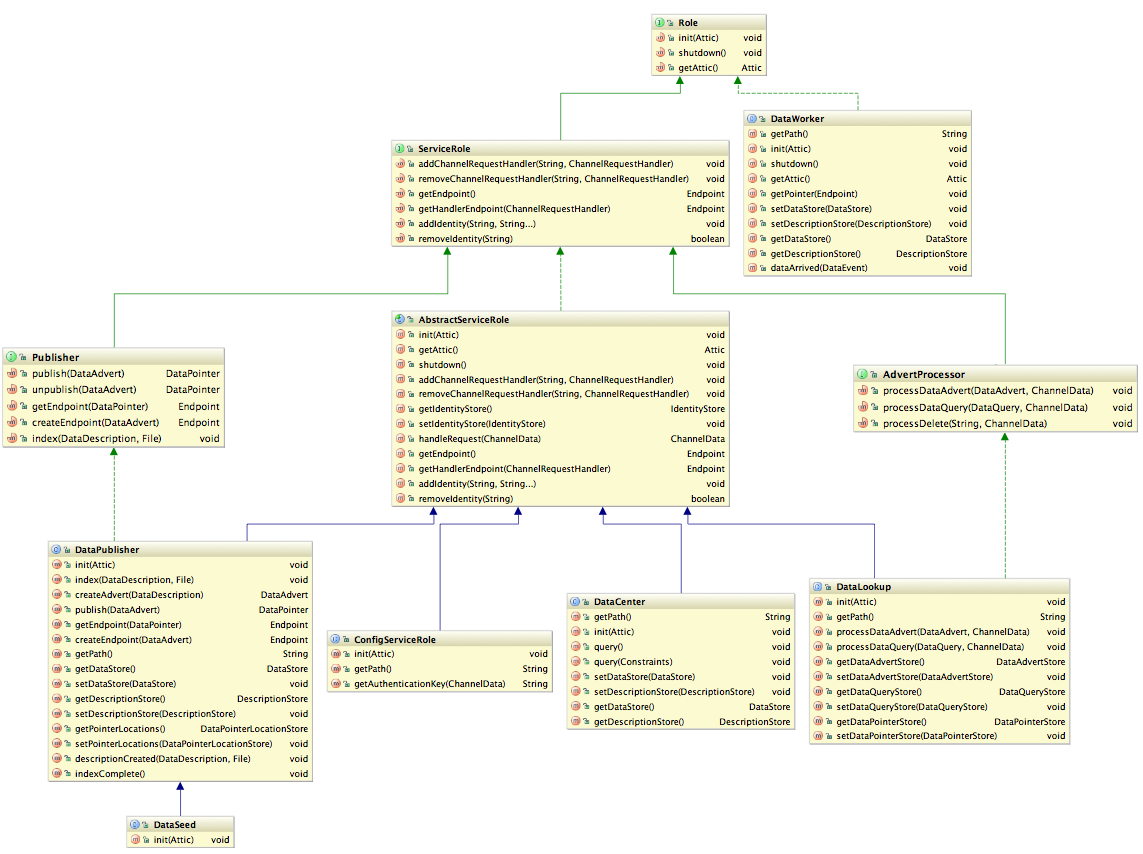 Role
init(Attic) void
shutdown() void
getAttic() Attic
DataWorker
getPath() String
init(Attic) void
shutdown() void
getAttic() Attic
getPointer(Endpoint) void
setDataStore(DataStore) void
setDescriptionStore(DescriptionStore) void
getDataStore() DataStore
getDescriptionStore() DescriptionStore
dataArrived(DataEvent) void
ServiceRole
addChannelRequestHandler(String, ChannelRequestHandler) void
removeChannelRequestHandler(String, ChannelRequestHandler) void
getEndpoint() Endpoint
getHandlerEndpoint(ChannelRequestHandler) Endpoint
addIdentity(String, String...) void
removeIdentity(String) boolean
Publisher
publish(DataAdvert) DataPointer
unpublish(DataAdvert) DataPointer
getEndpoint(DataPointer) Endpoint
createEndpoint(DataAdvert) Endpoint
index(DataDescription, File) void
AbstractServiceRole
init(Attic) void
getAttic() Attic
shutdown() void
addChannelRequestHandler(String, ChannelRequestHandler) void
removeChannelRequestHandler(String, ChannelRequestHandler) void
getIdentityStore() IdentityStore
setIdentityStore(IdentityStore) void
handleRequest(ChannelData) ChannelData
getEndpoint() Endpoint
getHandlerEndpoint(ChannelRequestHandler) Endpoint
addIdentity(String, String...) void
removeIdentity(String) boolean
AdvertProcessor
processDataAdvert(DataAdvert, ChannelData) void
processDataQuery(DataQuery, ChannelData) void
processDelete(String, ChannelData) void
DataPublisher
init(Attic) void
index(DataDescription, File) void
createAdvert(DataDescription) DataAdvert
publish(DataAdvert) DataPointer
getEndpoint(DataPointer) Endpoint
createEndpoint(DataAdvert) Endpoint
getPath() String
getDataStore() DataStore
setDataStore(DataStore) void
getDescriptionStore() DescriptionStore
setDescriptionStore(DescriptionStore) void
getPointerLocations() DataPointerLocationStore
setPointerLocations(DataPointerLocationStore) void
descriptionCreated(DataDescription, File) void
indexComplete() void
ConfigServiceRole
init(Attic) void
getPath() String
getAuthenticationKey(ChannelData) String
DataCenter
getPath() String
init(Attic) void
query() void
query(Constraints) void
setDataStore(DataStore) void
setDescriptionStore(DescriptionStore) void
getDataStore() DataStore
getDescriptionStore() DescriptionStore
DataLookup
init(Attic) void
getPath() String
processDataAdvert(DataAdvert, ChannelData) void
processDataQuery(DataQuery, ChannelData) void
getDataAdvertStore() DataAdvertStore
setDataAdvertStore(DataAdvertStore) void
getDataQueryStore() DataQueryStore
setDataQueryStore(DataQueryStore) void
getDataPointerStore() DataPointerStore
setDataPointerStore(DataPointerStore) void
DataSeed
init(Attic) void